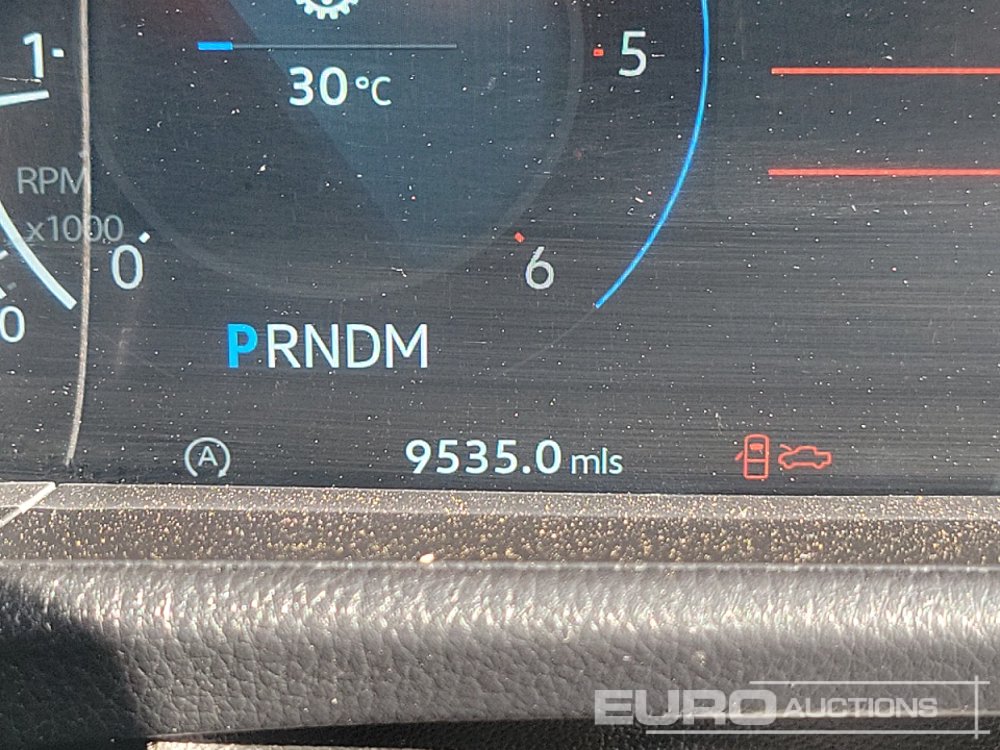 1
5
30 °C
RPM
x1000
0
6
0
PRNDM
A
9535.0 mls
EURO AUCTIONS